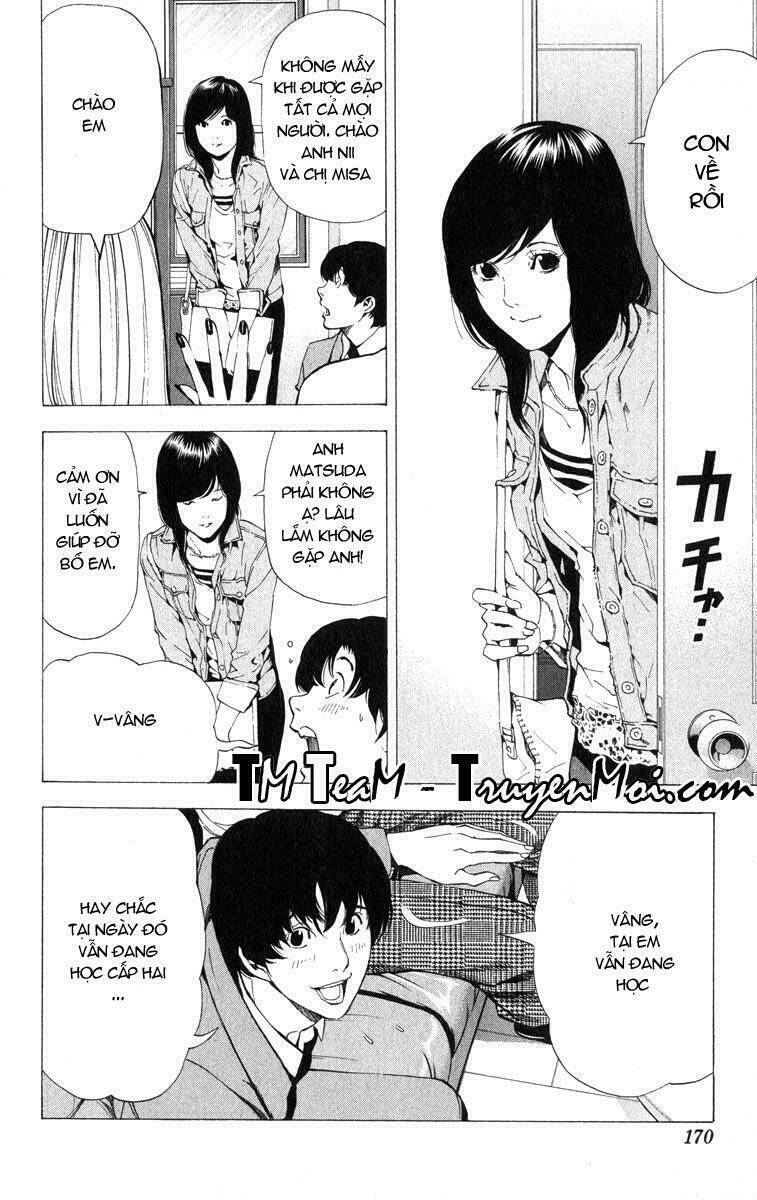 CON
VỀ
RỒI
カチャ…
KHÔNG MẤY
KHI ĐƯỢC GẶP
TẤT CẢ MỌI
NGƯỜI. CHÀO
ANH NII
VÀ CHỊ MISA
CHÀO
EM
ANH
MATSUDA
PHẢI KHÔNG
Ạ? LÂU
LẮM KHÔNG
GẶP ANH!
CẢM ƠN
VÌ ĐÃ
LUÔN
GIÚP ĐỠ
BỐ EM.
V-VÂNG
TM TeaM - TruyenMoi.com
VÂNG,
TẠI EM
VẪN ĐANG
HỌC
HAY CHẮC
TẠI NGÀY ĐÓ
VẪN ĐANG
HỌC CẤP HAI
...
170